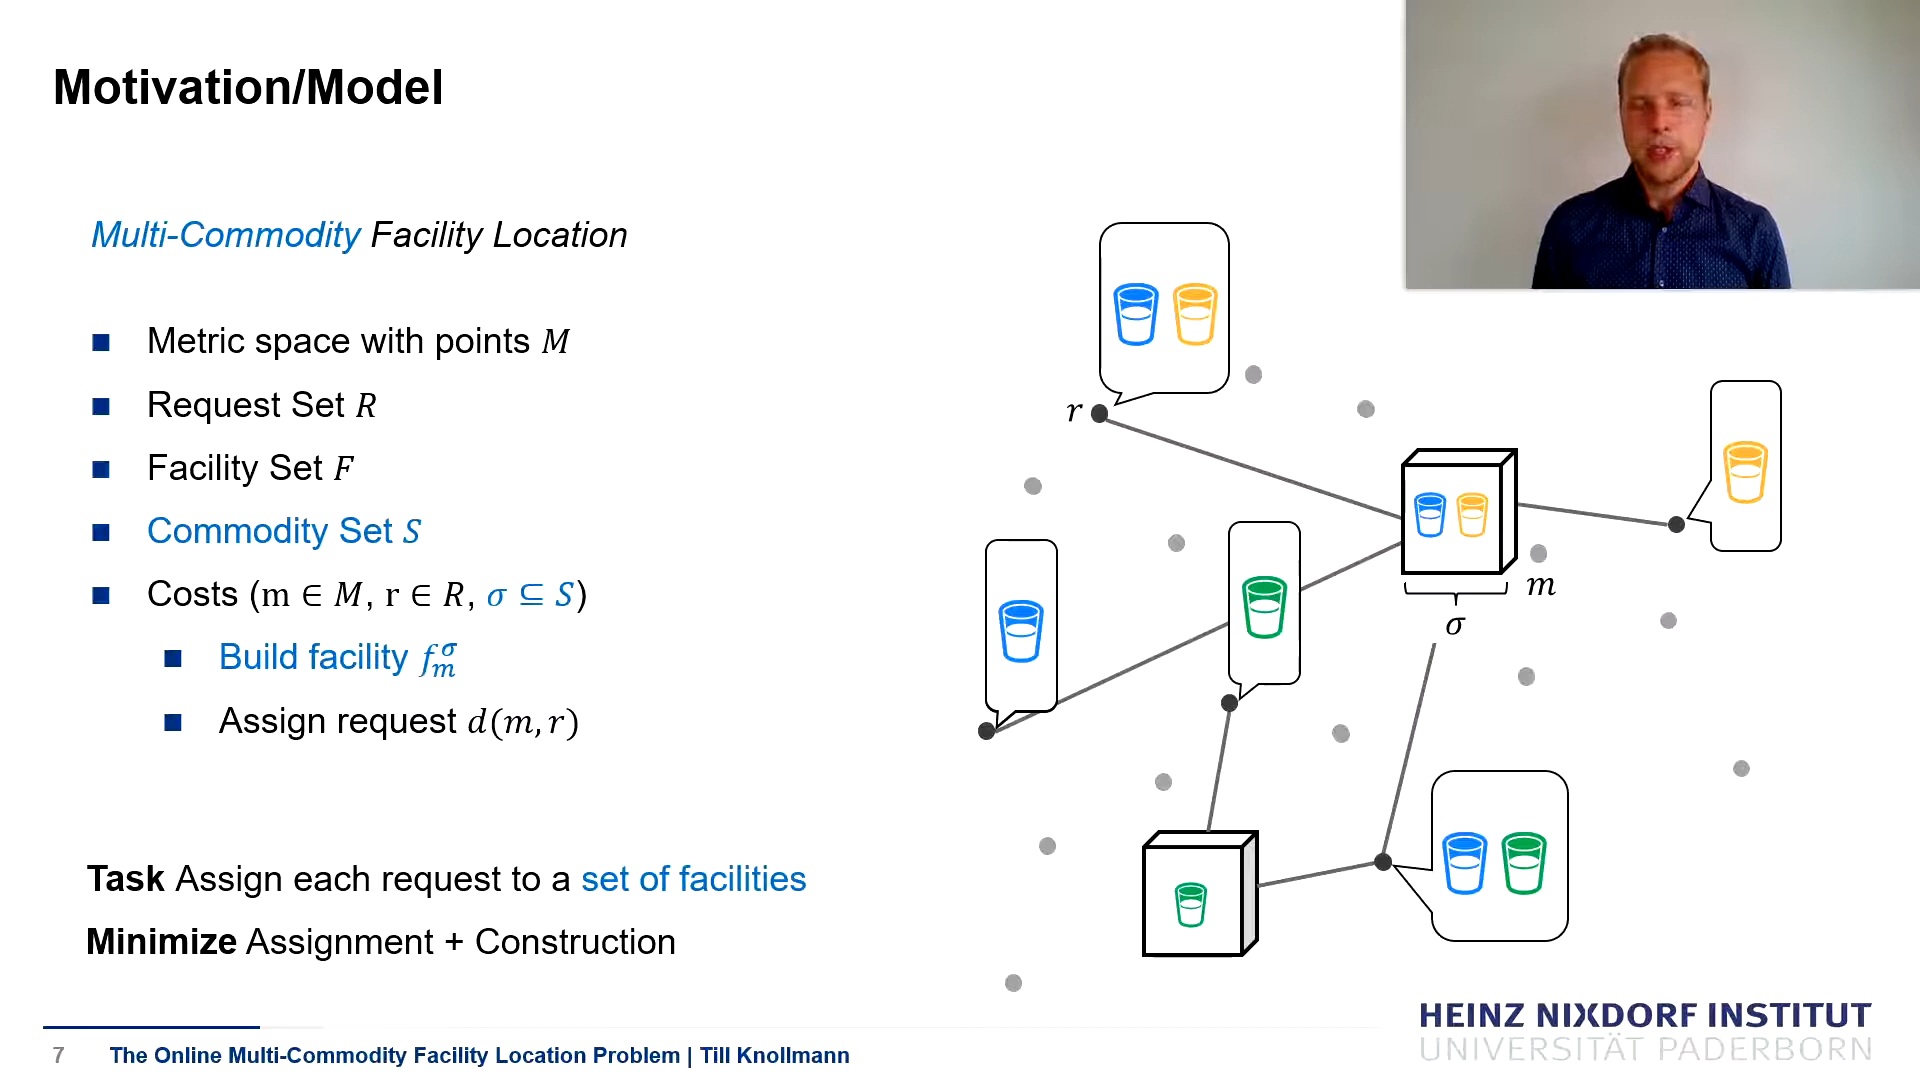 Motivation/Model
Multi-Commodity Facility Location
Metric space with points M
Request Set R
Facility Set F
Commodity Set S
Costs (m ∈ M, r ∈ R, σ ⊆ S)
Build facility f_m^σ
Assign request d(m, r)
Task Assign each request to a set of facilities
Minimize Assignment + Construction
r
m
σ
HEINZ NIXDORF INSTITUT
UNIVERSITÄT PADERBORN
7 The Online Multi-Commodity Facility Location Problem | Till Knollmann